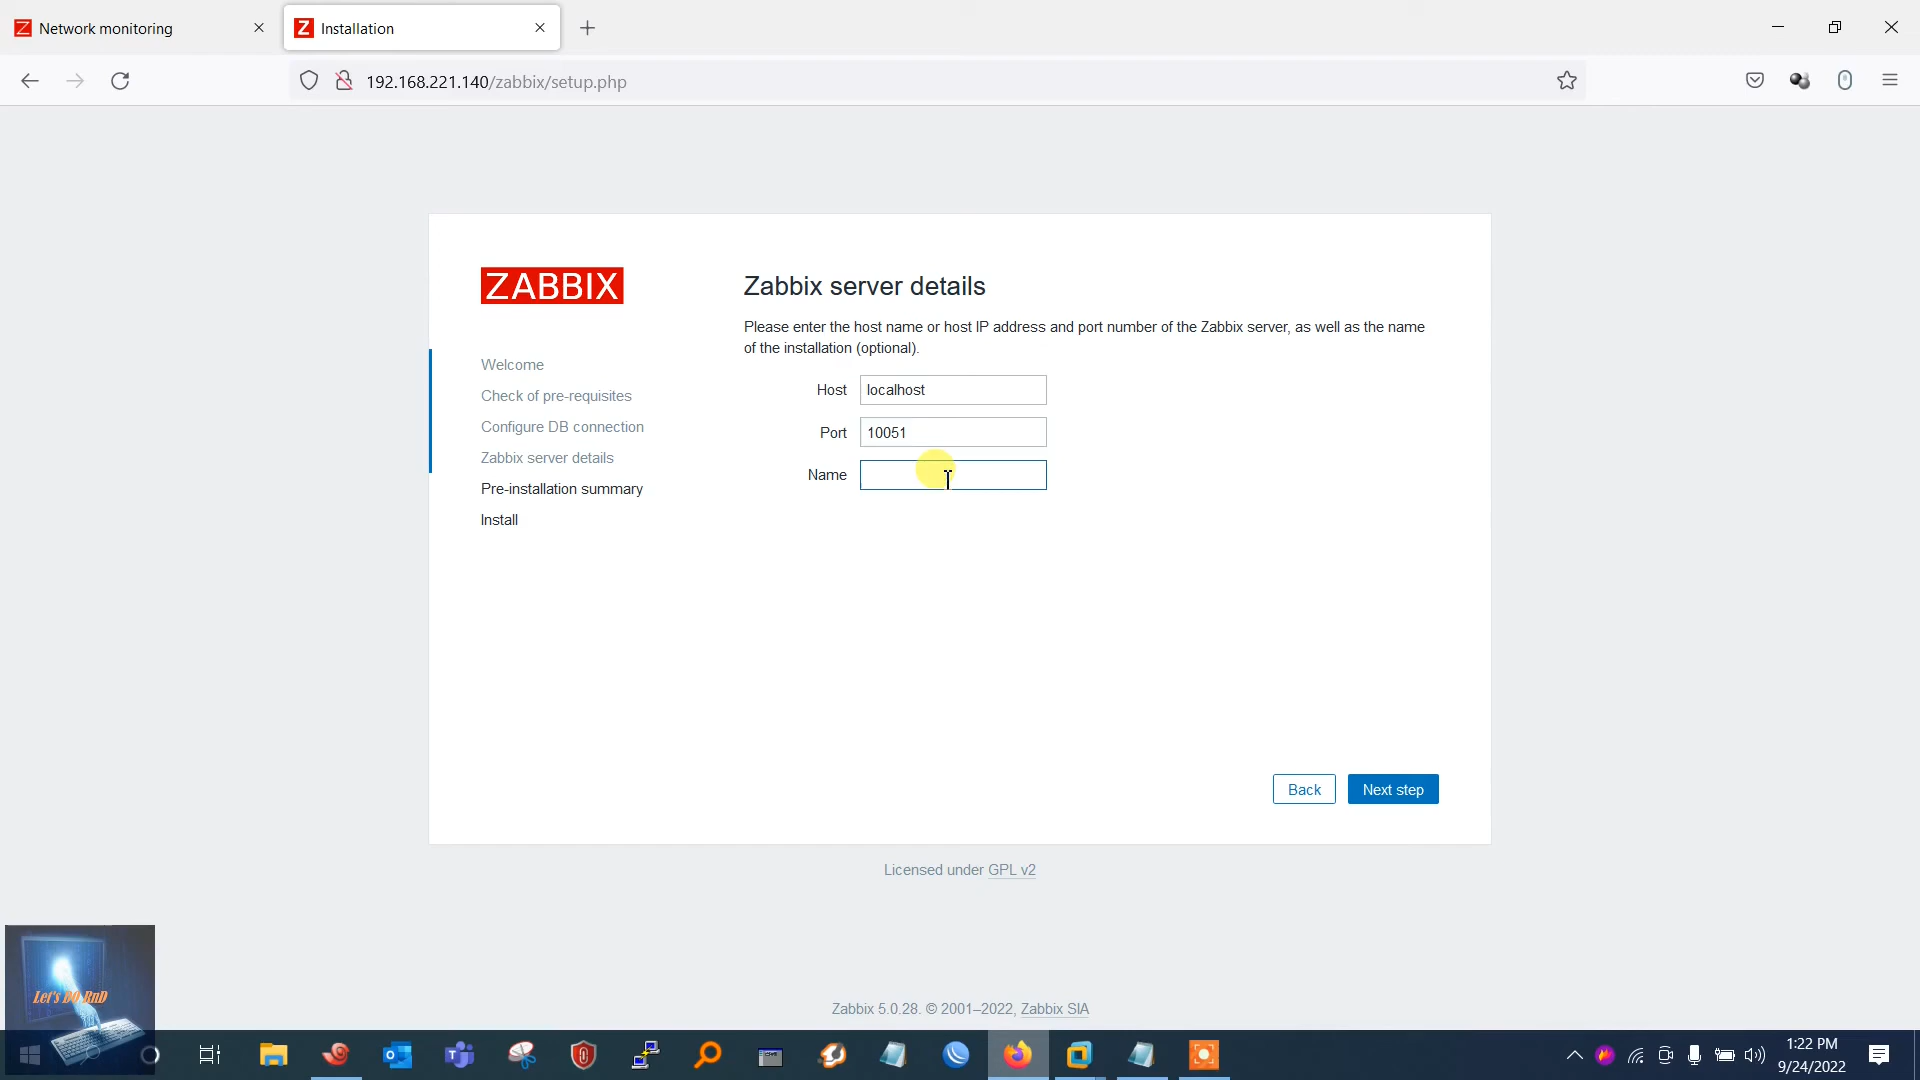 Network monitoring
Installation
192.168.221.140/zabbix/setup.php
ZABBIX
Welcome
Check of pre-requisites
Configure DB connection
Zabbix server details
Pre-installation summary
Install
Zabbix server details
Please enter the host name or host IP address and port number of the Zabbix server, as well as the name
of the installation (optional).
Host localhost
Port 10051
Name
Back Next step
Licensed under GPL v2
Let's DO RnD
Zabbix 5.0.28. © 2001–2022, Zabbix SIA
1:22 PM
9/24/2022